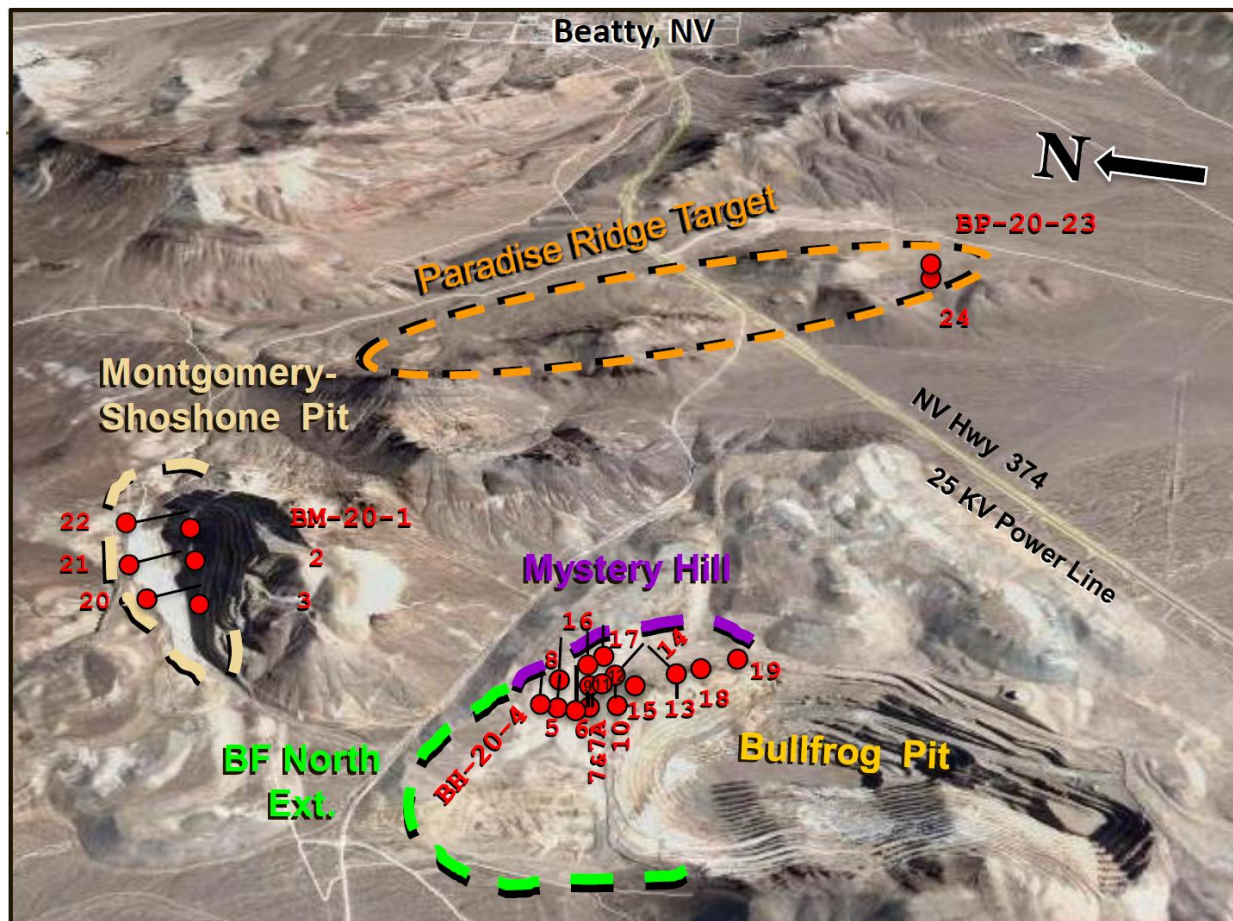 Beatty, NV
N
Paradise Ridge Target
BP-20-23
24
Montgomery-
Shoshone Pit
NV Hwy 374
25 KV Power Line
22
BM-20-1
21
2
20
3
Mystery Hill
16
17
14
8
19
18
13
15
10
5
6
7&7A
BH-20-4
BF North
Ext.
Bullfrog Pit